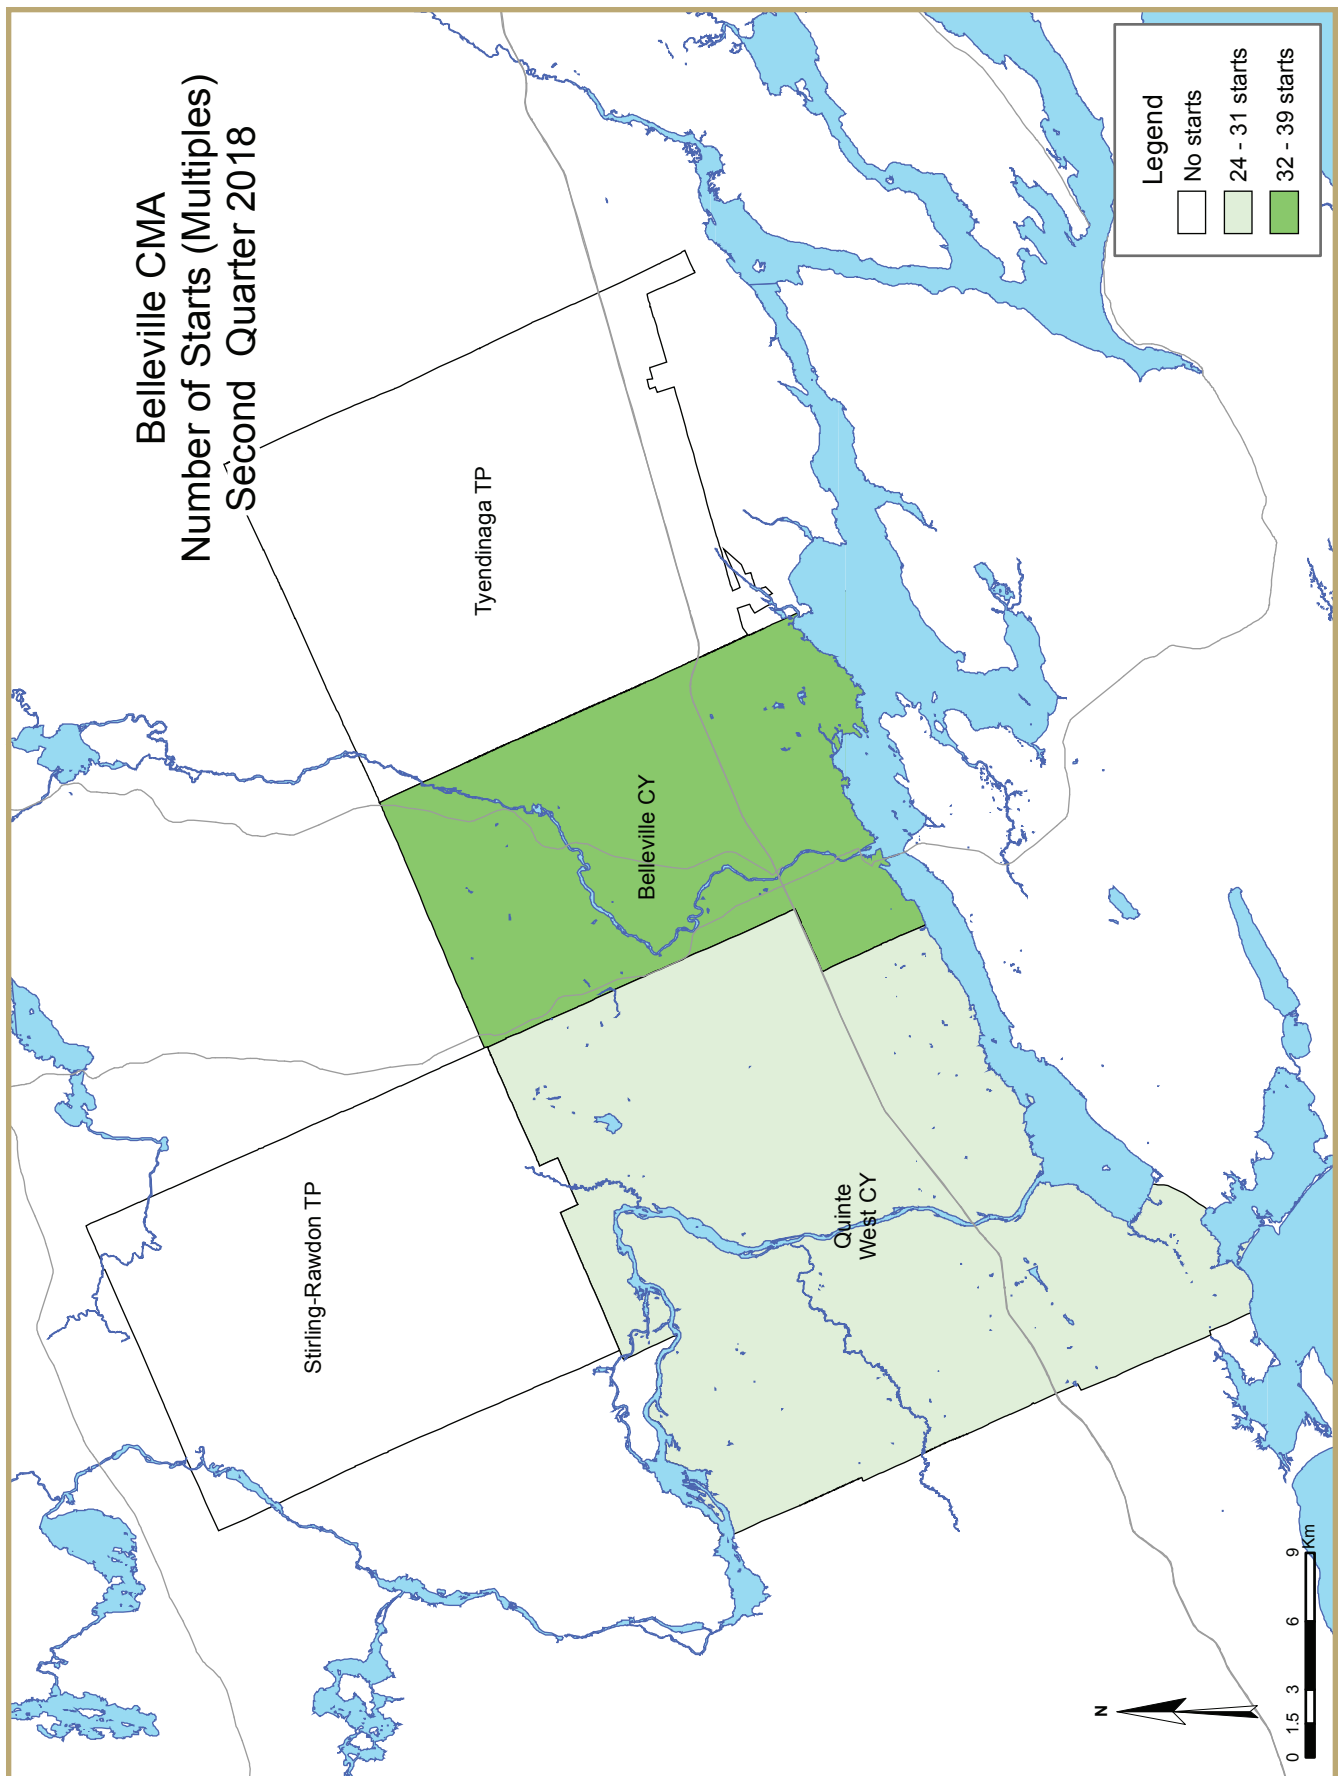 Belleville CMA
Number of Starts (Multiples)
Second Quarter 2018
Stirling-Rawdon TP
Tyendinaga TP
Belleville CY
Quinte
West CY
Legend
No starts
24 - 31 starts
32 - 39 starts
N
0 1.5 3 6 9
Km